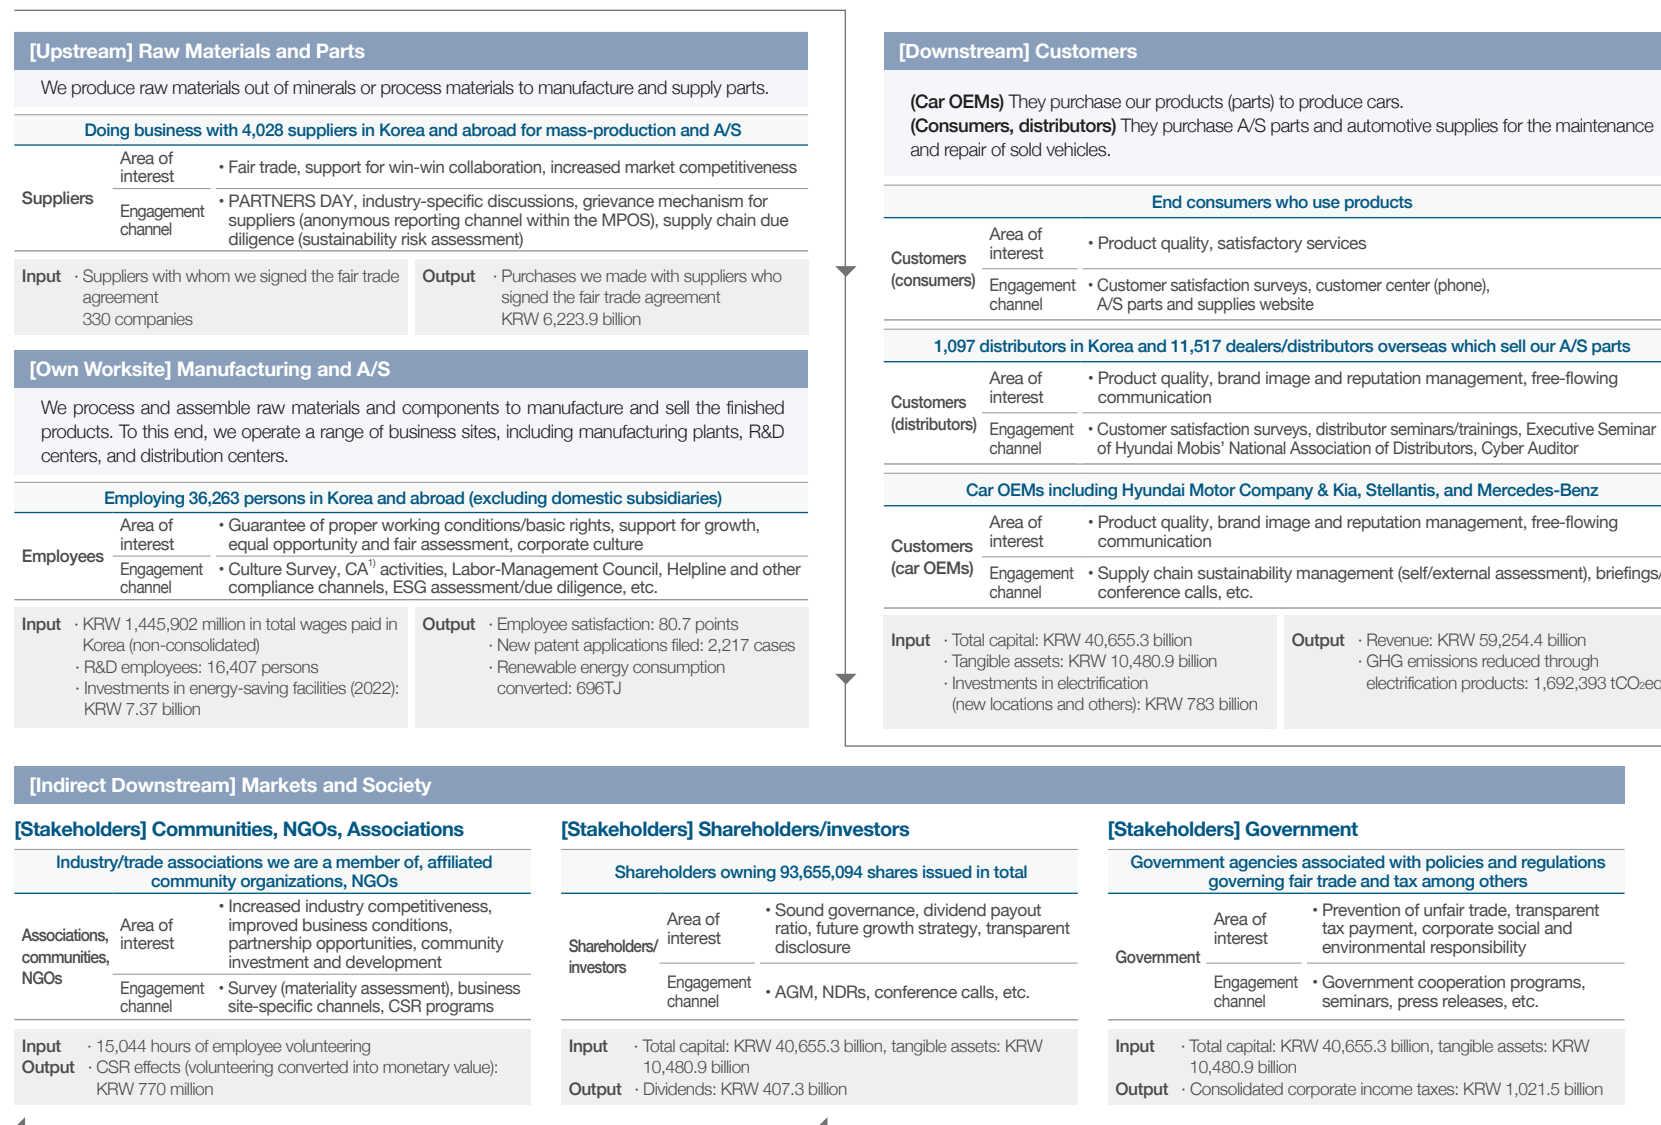 [Upstream] Raw Materials and Parts
We produce raw materials out of minerals or process materials to manufacture and supply parts.
Doing business with 4,028 suppliers in Korea and abroad for mass-production and A/S
Suppliers
Area of
interest
• Fair trade, support for win-win collaboration, increased market competitiveness
Engagement
channel
• PARTNERS DAY, industry-specific discussions, grievance mechanism for
suppliers (anonymous reporting channel within the MPOS), supply chain due
diligence (sustainability risk assessment)
Input · Suppliers with whom we signed the fair trade
agreement
330 companies
Output · Purchases we made with suppliers who
signed the fair trade agreement
KRW 6,223.9 billion
[Own Worksite] Manufacturing and A/S
We process and assemble raw materials and components to manufacture and sell the finished
products. To this end, we operate a range of business sites, including manufacturing plants, R&D
centers, and distribution centers.
Employing 36,263 persons in Korea and abroad (excluding domestic subsidiaries)
Employees
Area of
interest
• Guarantee of proper working conditions/basic rights, support for growth,
equal opportunity and fair assessment, corporate culture
Engagement
channel
• Culture Survey, CA1) activities, Labor-Management Council, Helpline and other
compliance channels, ESG assessment/due diligence, etc.
Input · KRW 1,445,902 million in total wages paid in
Korea (non-consolidated)
· R&D employees: 16,407 persons
· Investments in energy-saving facilities (2022):
KRW 7.37 billion
Output · Employee satisfaction: 80.7 points
· New patent applications filed: 2,217 cases
· Renewable energy consumption
converted: 696TJ
[Downstream] Customers
(Car OEMs) They purchase our products (parts) to produce cars.
(Consumers, distributors) They purchase A/S parts and automotive supplies for the maintenance
and repair of sold vehicles.
End consumers who use products
Customers
(consumers)
Area of
interest
• Product quality, satisfactory services
Engagement
channel
• Customer satisfaction surveys, customer center (phone),
A/S parts and supplies website
1,097 distributors in Korea and 11,517 dealers/distributors overseas which sell our A/S parts
Customers
(distributors)
Area of
interest
• Product quality, brand image and reputation management, free-flowing
communication
Engagement
channel
• Customer satisfaction surveys, distributor seminars/trainings, Executive Seminar
of Hyundai Mobis' National Association of Distributors, Cyber Auditor
Car OEMs including Hyundai Motor Company & Kia, Stellantis, and Mercedes-Benz
Customers
(car OEMs)
Area of
interest
• Product quality, brand image and reputation management, free-flowing
communication
Engagement
channel
• Supply chain sustainability management (self/external assessment), briefings/
conference calls, etc.
Input · Total capital: KRW 40,655.3 billion
· Tangible assets: KRW 10,480.9 billion
· Investments in electrification
(new locations and others): KRW 783 billion
Output · Revenue: KRW 59,254.4 billion
· GHG emissions reduced through
electrification products: 1,692,393 tCO2eq
[Indirect Downstream] Markets and Society
[Stakeholders] Communities, NGOs, Associations
Industry/trade associations we are a member of, affiliated
community organizations, NGOs
Associations,
communities,
NGOs
Area of
interest
• Increased industry competitiveness,
improved business conditions,
partnership opportunities, community
investment and development
Engagement
channel
• Survey (materiality assessment), business
site-specific channels, CSR programs
Input · 15,044 hours of employee volunteering
Output · CSR effects (volunteering converted into monetary value):
KRW 770 million
[Stakeholders] Shareholders/investors
Shareholders owning 93,655,094 shares issued in total
Shareholders/
investors
Area of
interest
• Sound governance, dividend payout
ratio, future growth strategy, transparent
disclosure
Engagement
channel
• AGM, NDRs, conference calls, etc.
Input · Total capital: KRW 40,655.3 billion, tangible assets: KRW
10,480.9 billion
Output · Dividends: KRW 407.3 billion
[Stakeholders] Government
Government agencies associated with policies and regulations
governing fair trade and tax among others
Government
Area of
interest
• Prevention of unfair trade, transparent
tax payment, corporate social and
environmental responsibility
Engagement
channel
• Government cooperation programs,
seminars, press releases, etc.
Input · Total capital: KRW 40,655.3 billion, tangible assets: KRW
10,480.9 billion
Output · Consolidated corporate income taxes: KRW 1,021.5 billion